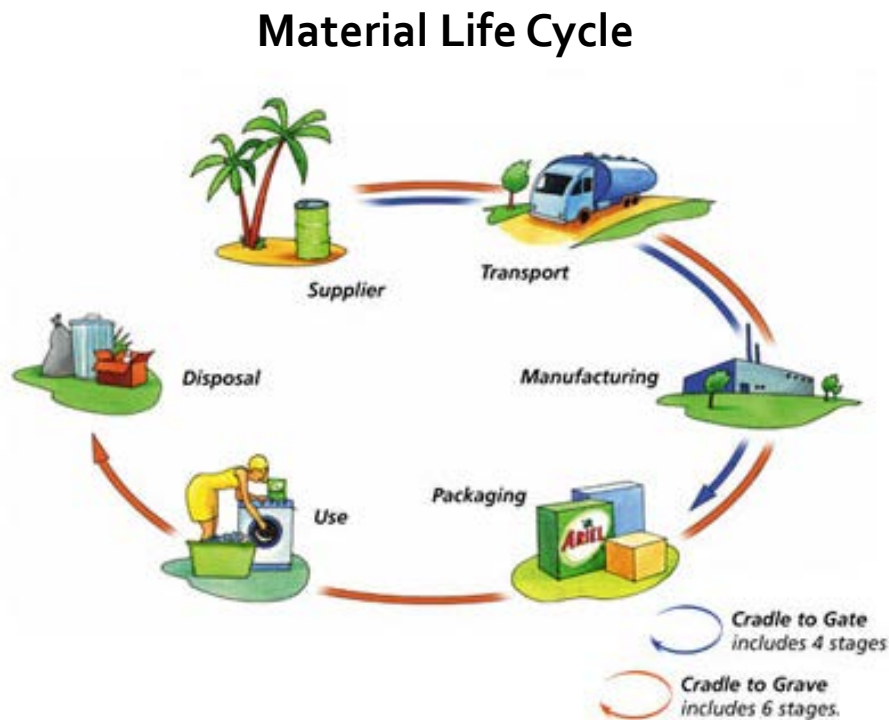 Material Life Cycle
Supplier
Transport
Disposal
Manufacturing
Packaging
Use
ARIEL
Cradle to Gate
includes 4 stages
Cradle to Grave
includes 6 stages.